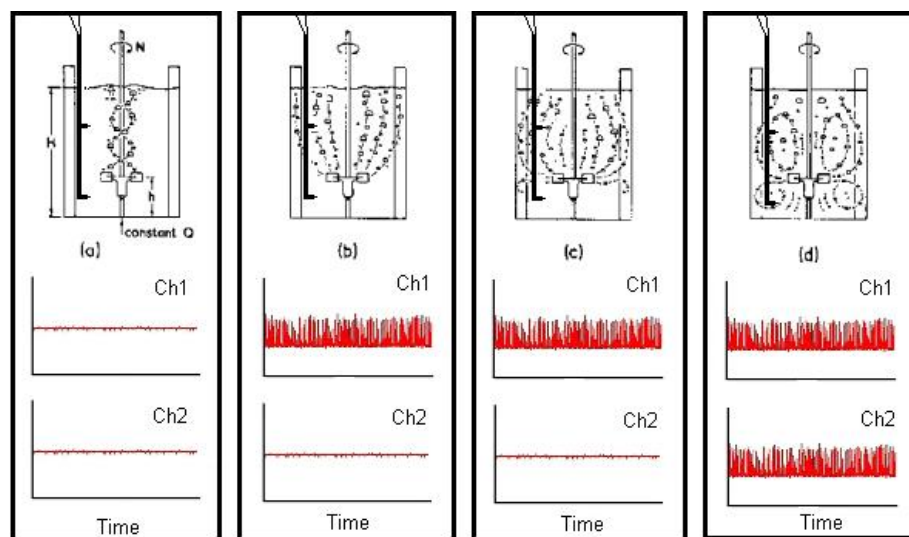 N
H
h
constant Q
(a)
Ch1
Ch2
Time
(b)
Ch1
Ch2
Time
(c)
Ch1
Ch2
Time
(d)
Ch1
Ch2
Time